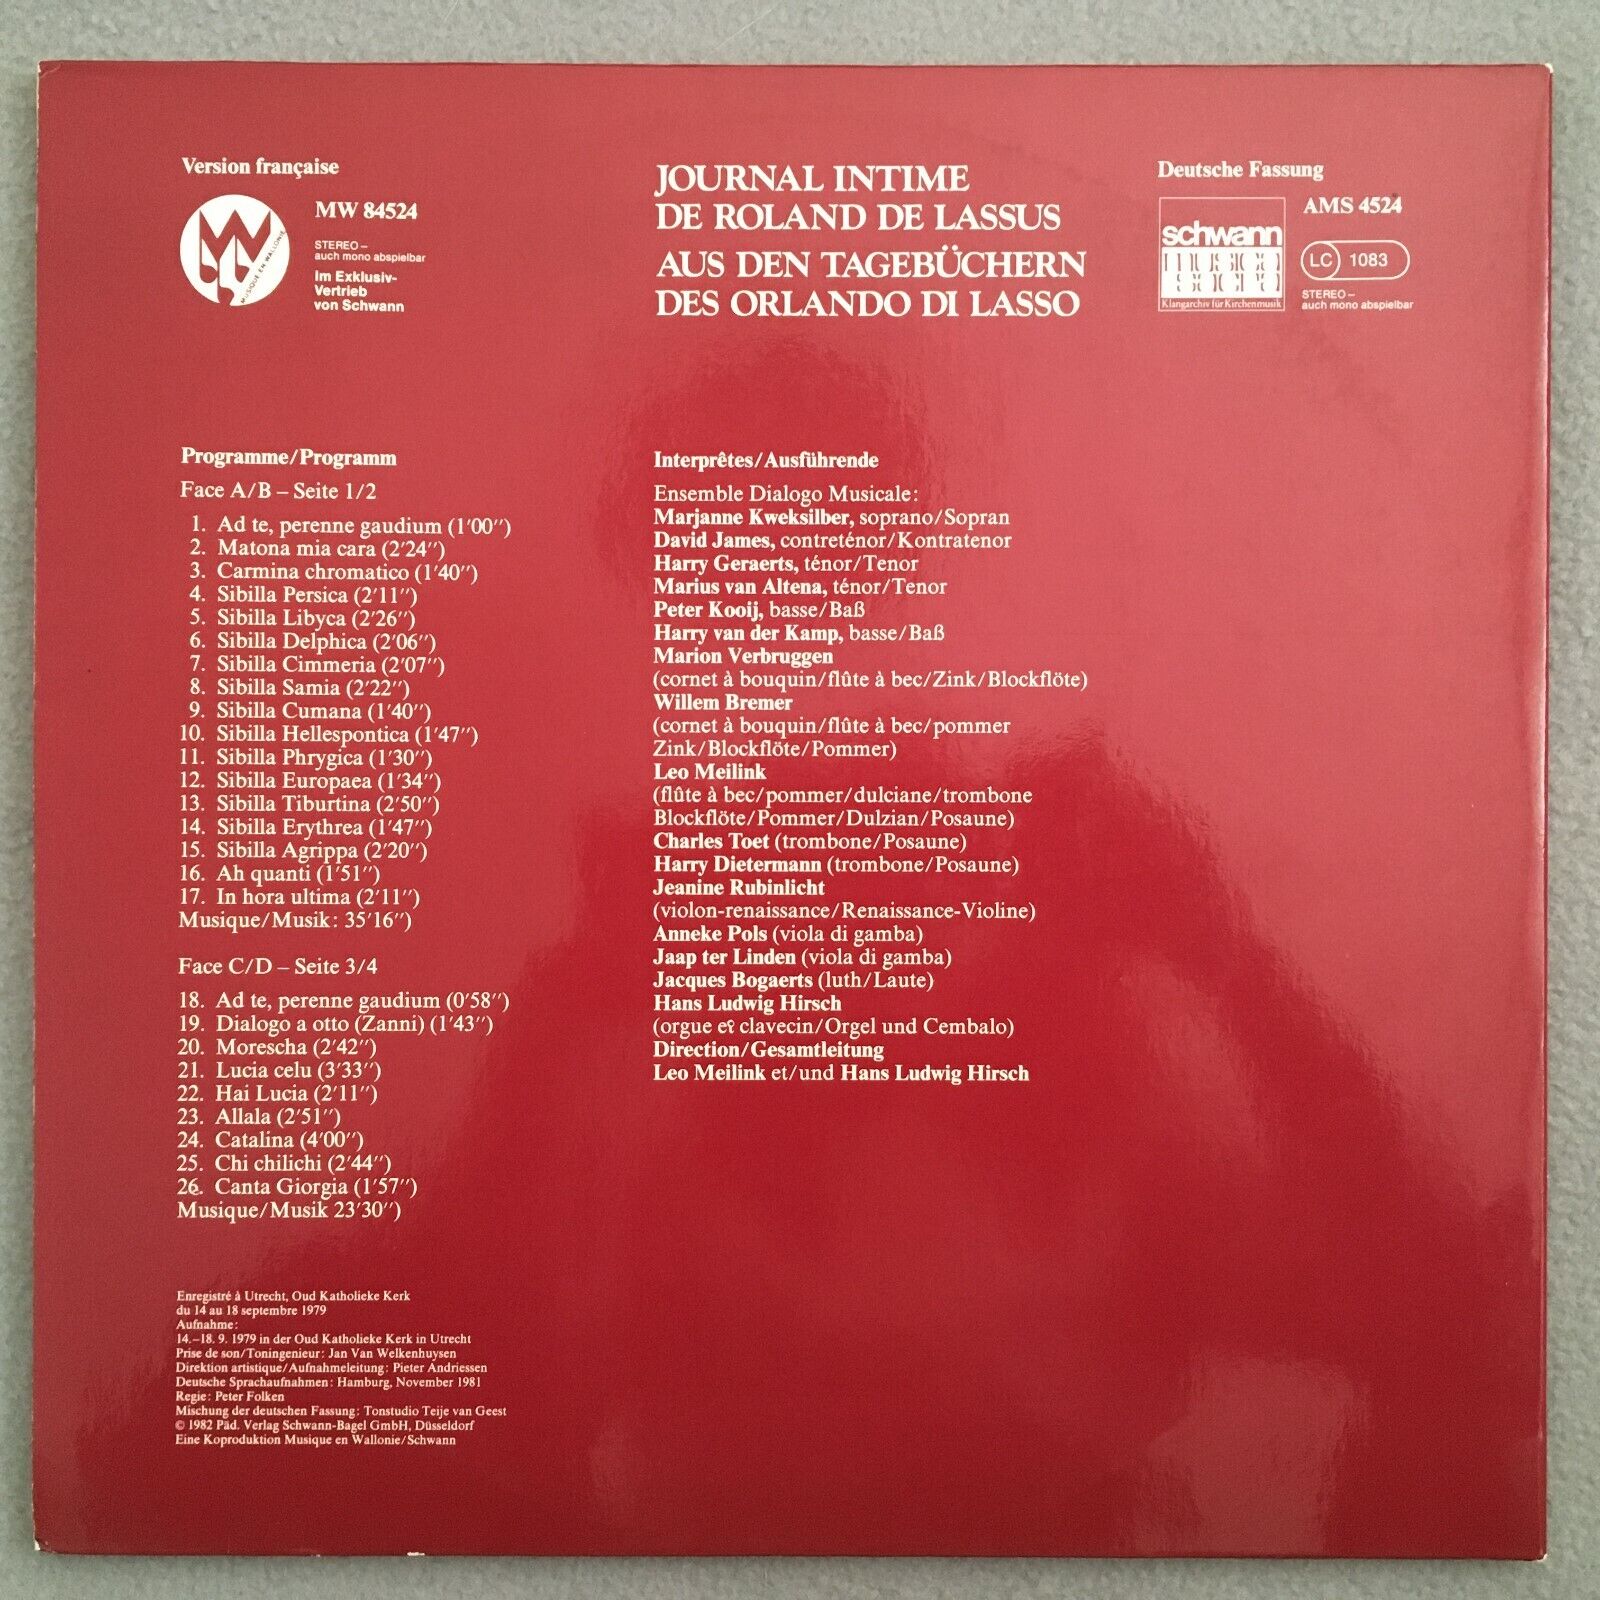 Version française
MW 84524
STEREO –
auch mono abspielbar
Im Exklusiv-
Vertrieb
von Schwann
MUSIQUE EN WALLONIE
JOURNAL INTIME
DE ROLAND DE LASSUS
AUS DEN TAGEBÜCHERN
DES ORLANDO DI LASSO
Deutsche Fassung
AMS 4524
schwann
musica
sacra
Klangarchiv für Kirchenmusik
LC 1083
STEREO –
auch mono abspielbar
Programme/Programm
Face A/B – Seite 1/2
1. Ad te, perenne gaudium (1′00″)
2. Matona mia cara (2′24″)
3. Carmina chromatico (1′40″)
4. Sibilla Persica (2′11″)
5. Sibilla Libyca (2′26″)
6. Sibilla Delphica (2′06″)
7. Sibilla Cimmeria (2′07″)
8. Sibilla Samia (2′22″)
9. Sibilla Cumana (1′40″)
10. Sibilla Hellespontica (1′47″)
11. Sibilla Phrygica (1′30″)
12. Sibilla Europaea (1′34″)
13. Sibilla Tiburtina (2′50″)
14. Sibilla Erythrea (1′47″)
15. Sibilla Agrippa (2′20″)
16. Ah quanti (1′51″)
17. In hora ultima (2′11″)
Musique/Musik: 35′16″)
Face C/D – Seite 3/4
18. Ad te, perenne gaudium (0′58″)
19. Dialogo a otto (Zanni) (1′43″)
20. Morescha (2′42″)
21. Lucia celu (3′33″)
22. Hai Lucia (2′11″)
23. Allala (2′51″)
24. Catalina (4′00″)
25. Chi chilichi (2′44″)
26. Canta Giorgia (1′57″)
Musique/Musik 23′30″)
Interprêtes/Ausführende
Ensemble Dialogo Musicale:
Marjanne Kweksilber, soprano/Sopran
David James, contreténor/Kontratenor
Harry Geraerts, ténor/Tenor
Marius van Altena, ténor/Tenor
Peter Kooij, basse/Baß
Harry van der Kamp, basse/Baß
Marion Verbruggen
(cornet à bouquin/flûte à bec/Zink/Blockflöte)
Willem Bremer
(cornet à bouquin/flûte à bec/pommer
Zink/Blockflöte/Pommer)
Leo Meilink
(flûte à bec/pommer/dulciane/trombone
Blockflöte/Pommer/Dulzian/Posaune)
Charles Toet (trombone/Posaune)
Harry Dietermann (trombone/Posaune)
Jeanine Rubinlicht
(violon-renaissance/Renaissance-Violine)
Anneke Pols (viola di gamba)
Jaap ter Linden (viola di gamba)
Jacques Bogaerts (luth/Laute)
Hans Ludwig Hirsch
(orgue et clavecin/Orgel und Cembalo)
Direction/Gesamtleitung
Leo Meilink et/und Hans Ludwig Hirsch
Enregistré à Utrecht, Oud Katholieke Kerk
du 14 au 18 septembre 1979
Aufnahme:
14.–18. 9. 1979 in der Oud Katholieke Kerk in Utrecht
Prise de son/Toningenieur: Jan Van Welkenhuysen
Direktion artistique/Aufnahmeleitung: Pieter Andriessen
Deutsche Sprachaufnahmen: Hamburg, November 1981
Regie: Peter Folken
Mischung der deutschen Fassung: Tonstudio Teije van Geest
© 1982 Päd. Verlag Schwann-Bagel GmbH, Düsseldorf
Eine Koproduktion Musique en Wallonie/Schwann